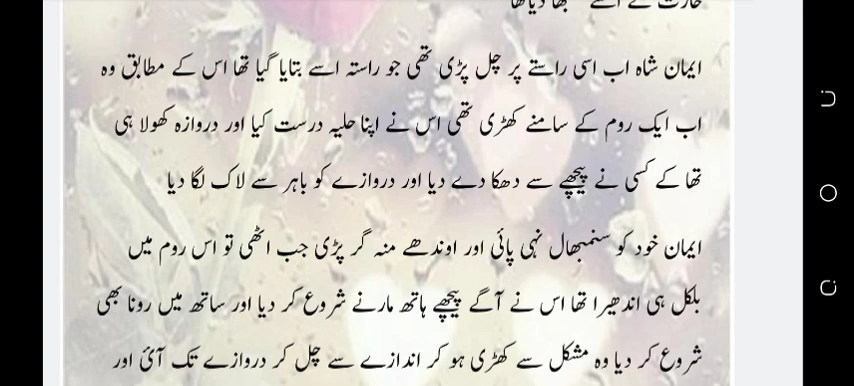 ایمان شاہ اب اسی راستے پر چل پڑی تھی جو راستہ اسے بتایا گیا تھا اس کے مطابق وہ
اب ایک روم کے سامنے کھڑی تھی اس نے اپنا حلیہ درست کیا اور دروازہ کھولا ہی
تھا کے کسی نے پیچھے سے دھکا دے دیا اور دروازے کو باہر سے لاک لگا دیا
ایمان خود کو سنمبھال نہی پائی اور اوندھے منہ گر پڑی جب اٹھی تو اس روم میں
بلکل ہی اندھیرا تھا اس نے آگے پیچھے ہاتھ مارنے شروع کر دیا اور ساتھ میں رونا بھی
شروع کر دیا وہ مشکل سے کھڑی ہو کر اندازے سے چل کر دروازے تک آئ اور